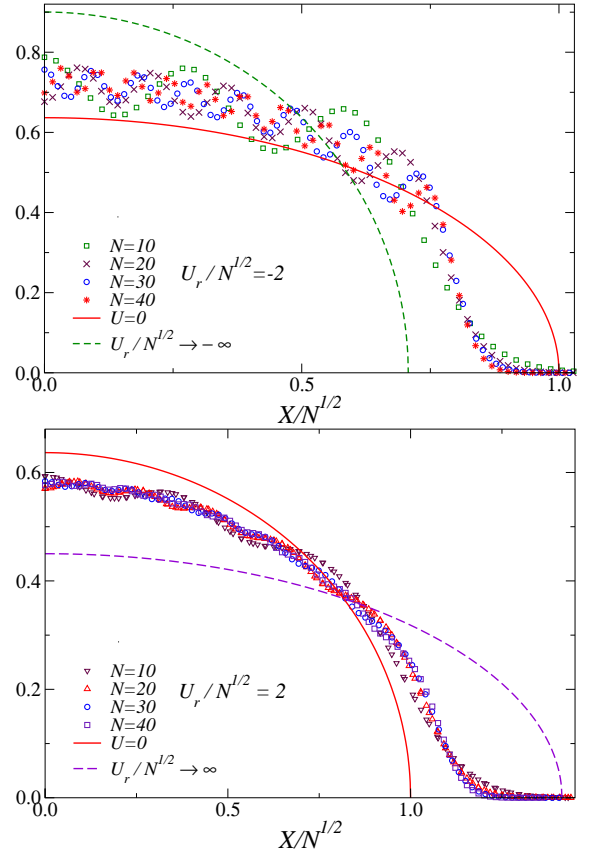 0.8
0.6
0.4
0.2
0.0
N=10
N=20
N=30
N=40
U=0
U_r / N^{1/2} → − ∞
U_r / N^{1/2} = -2
0.0 0.5 1.0
X/N^{1/2}
0.6
0.4
0.2
0.0
N=10
N=20
N=30
N=40
U=0
U_r / N^{1/2} → ∞
U_r / N^{1/2} = 2
0.0 0.5 1.0
X/N^{1/2}